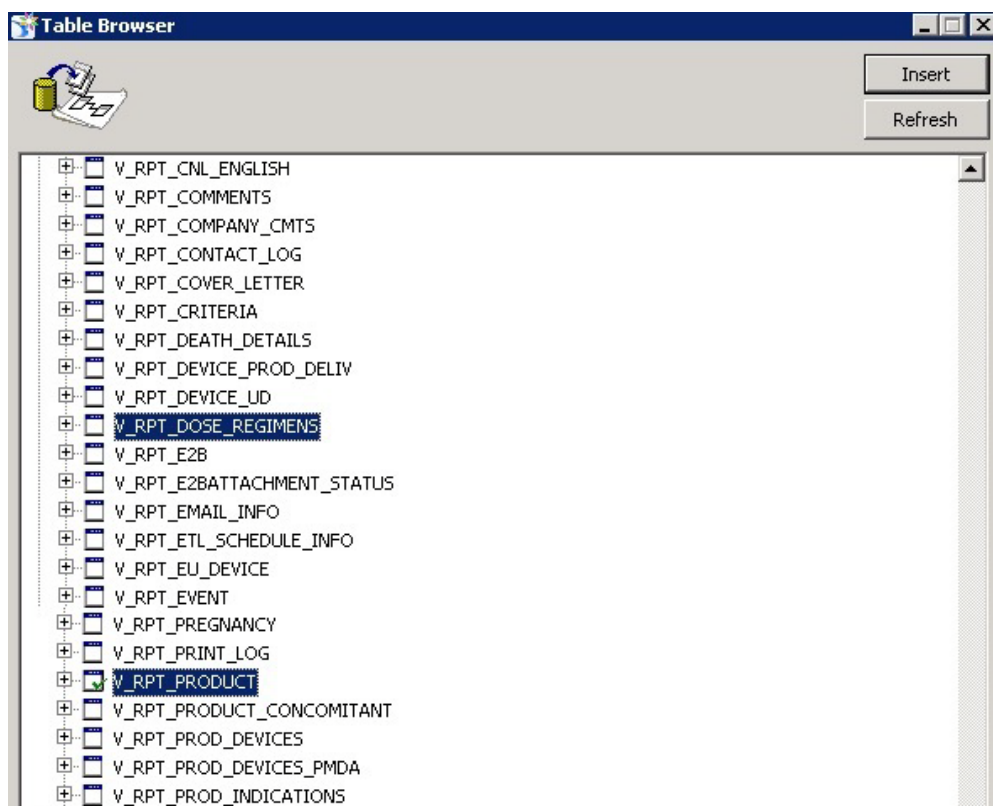 Table Browser
Insert
Refresh
V_RPT_CNL_ENGLISH
V_RPT_COMMENTS
V_RPT_COMPANY_CMTS
V_RPT_CONTACT_LOG
V_RPT_COVER_LETTER
V_RPT_CRITERIA
V_RPT_DEATH_DETAILS
V_RPT_DEVICE_PROD_DELIV
V_RPT_DEVICE_UD
V_RPT_DOSE_REGIMENS
V_RPT_E2B
V_RPT_E2BATTACHMENT_STATUS
V_RPT_EMAIL_INFO
V_RPT_ETL_SCHEDULE_INFO
V_RPT_EU_DEVICE
V_RPT_EVENT
V_RPT_PREGNANCY
V_RPT_PRINT_LOG
V_RPT_PRODUCT
V_RPT_PRODUCT_CONCOMITANT
V_RPT_PROD_DEVICES
V_RPT_PROD_DEVICES_PMDA
V_RPT_PROD_INDICATIONS